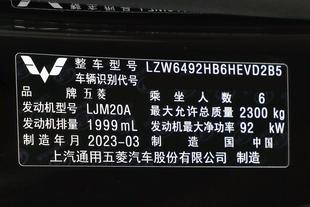 整车型号 LZW6492HB6HEVD2B5
车辆识别代号
品牌 五菱 乘坐人数 6
发动机型号 LJM20A 最大允许总质量 2300 kg
发动机排量 1999 mL 发动机最大净功率 92 kW
制造年月 2023-03 制造国 中国
上汽通用五菱汽车股份有限公司 制造